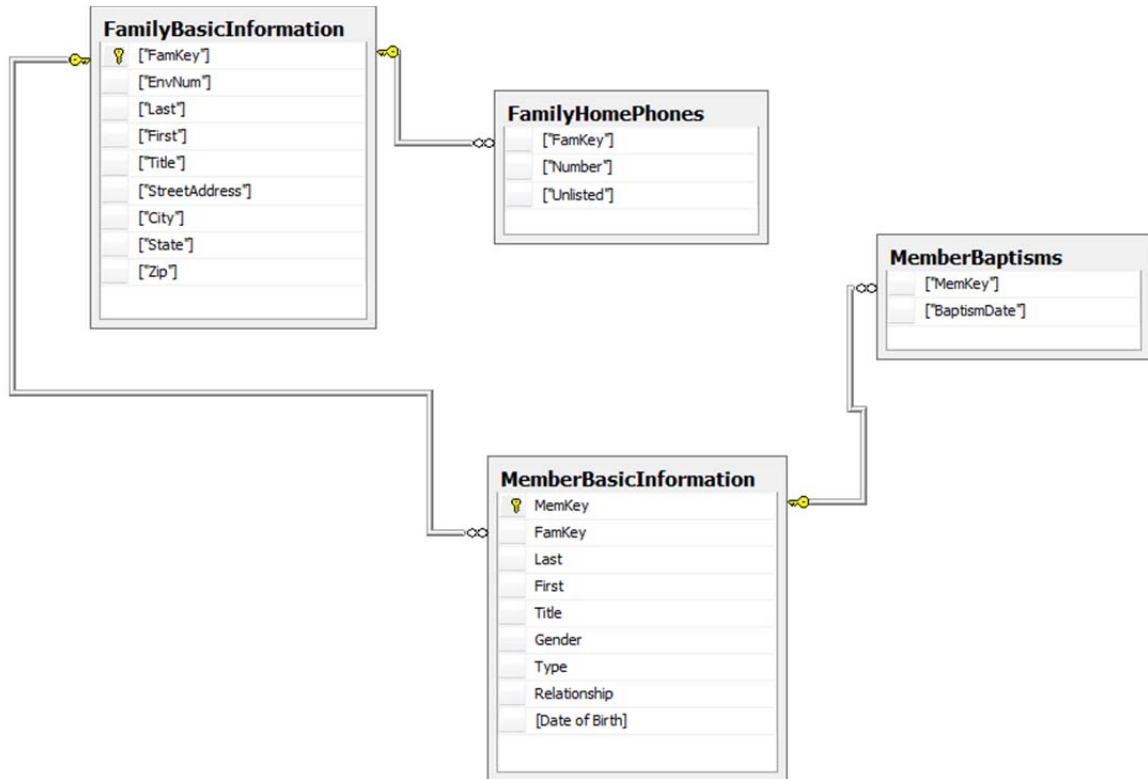 FamilyBasicInformation
["FamKey"]
["EnvNum"]
["Last"]
["First"]
["Title"]
["StreetAddress"]
["City"]
["State"]
["Zip"]
FamilyHomePhones
["FamKey"]
["Number"]
["Unlisted"]
MemberBaptisms
["MemKey"]
["BaptismDate"]
MemberBasicInformation
MemKey
FamKey
Last
First
Title
Gender
Type
Relationship
[Date of Birth]